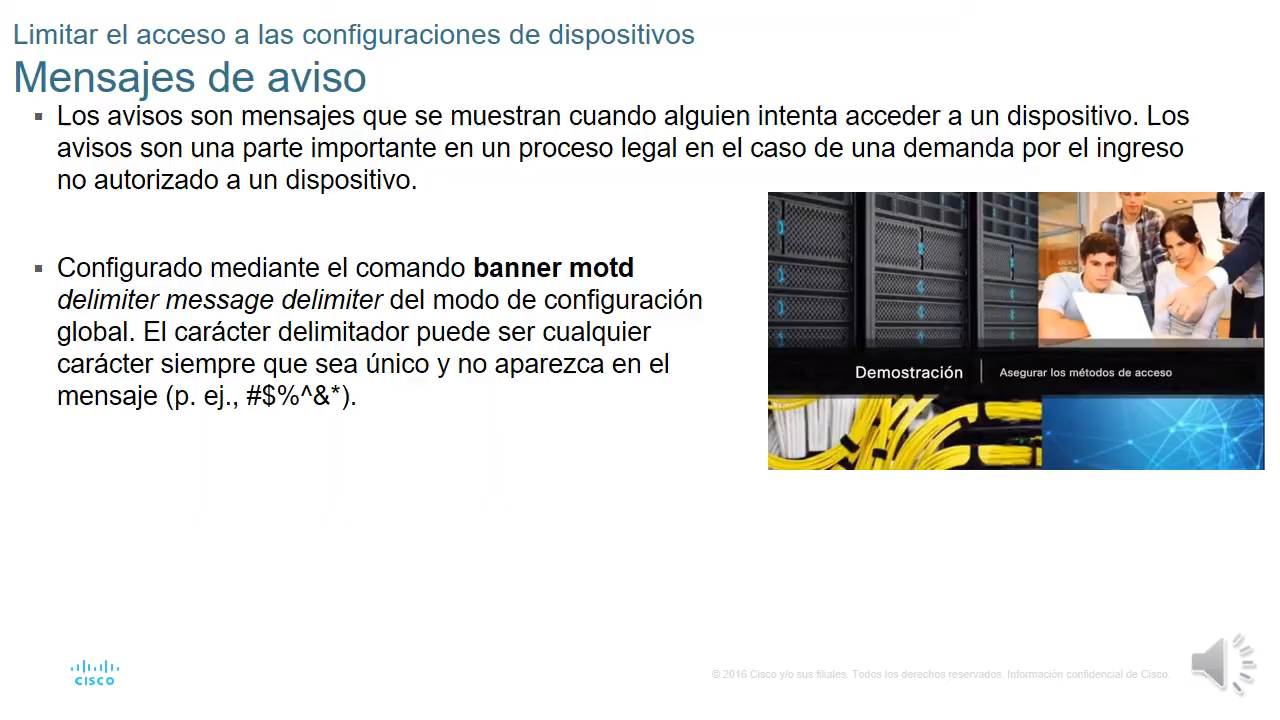 Limitar el acceso a las configuraciones de dispositivos
Mensajes de aviso
▪ Los avisos son mensajes que se muestran cuando alguien intenta acceder a un dispositivo. Los
avisos son una parte importante en un proceso legal en el caso de una demanda por el ingreso
no autorizado a un dispositivo.
▪ Configurado mediante el comando banner motd
delimiter message delimiter del modo de configuración
global. El carácter delimitador puede ser cualquier
carácter siempre que sea único y no aparezca en el
mensaje (p. ej., #$%^&*).
Demostración | Asegurar los métodos de acceso
CISCO
© 2016 Cisco y/o sus filiales. Todos los derechos reservados. Información confidencial de Cisco.